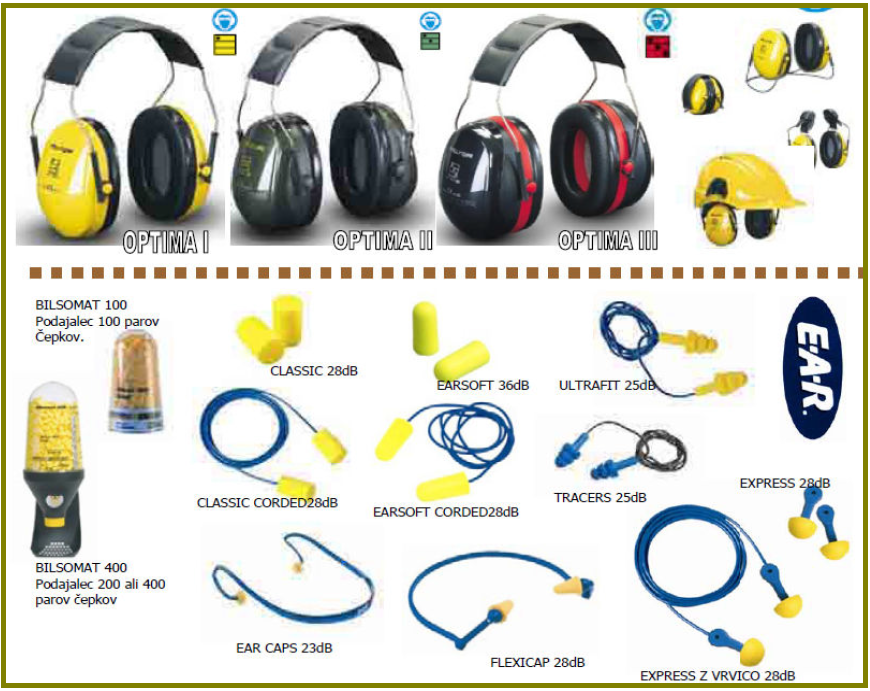 OPTIMA I
OPTIMA II
OPTIMA III
BILSOMAT 100
Podajalec 100 parov
Čepkov.
CLASSIC 28dB
EARSOFT 36dB
ULTRAFIT 25dB
E·A·R.
CLASSIC CORDED28dB
EARSOFT CORDED28dB
TRACERS 25dB
EXPRESS 28dB
BILSOMAT 400
Podajalec 200 ali 400
parov čepkov
EAR CAPS 23dB
FLEXICAP 28dB
EXPRESS Z VRVICO 28dB